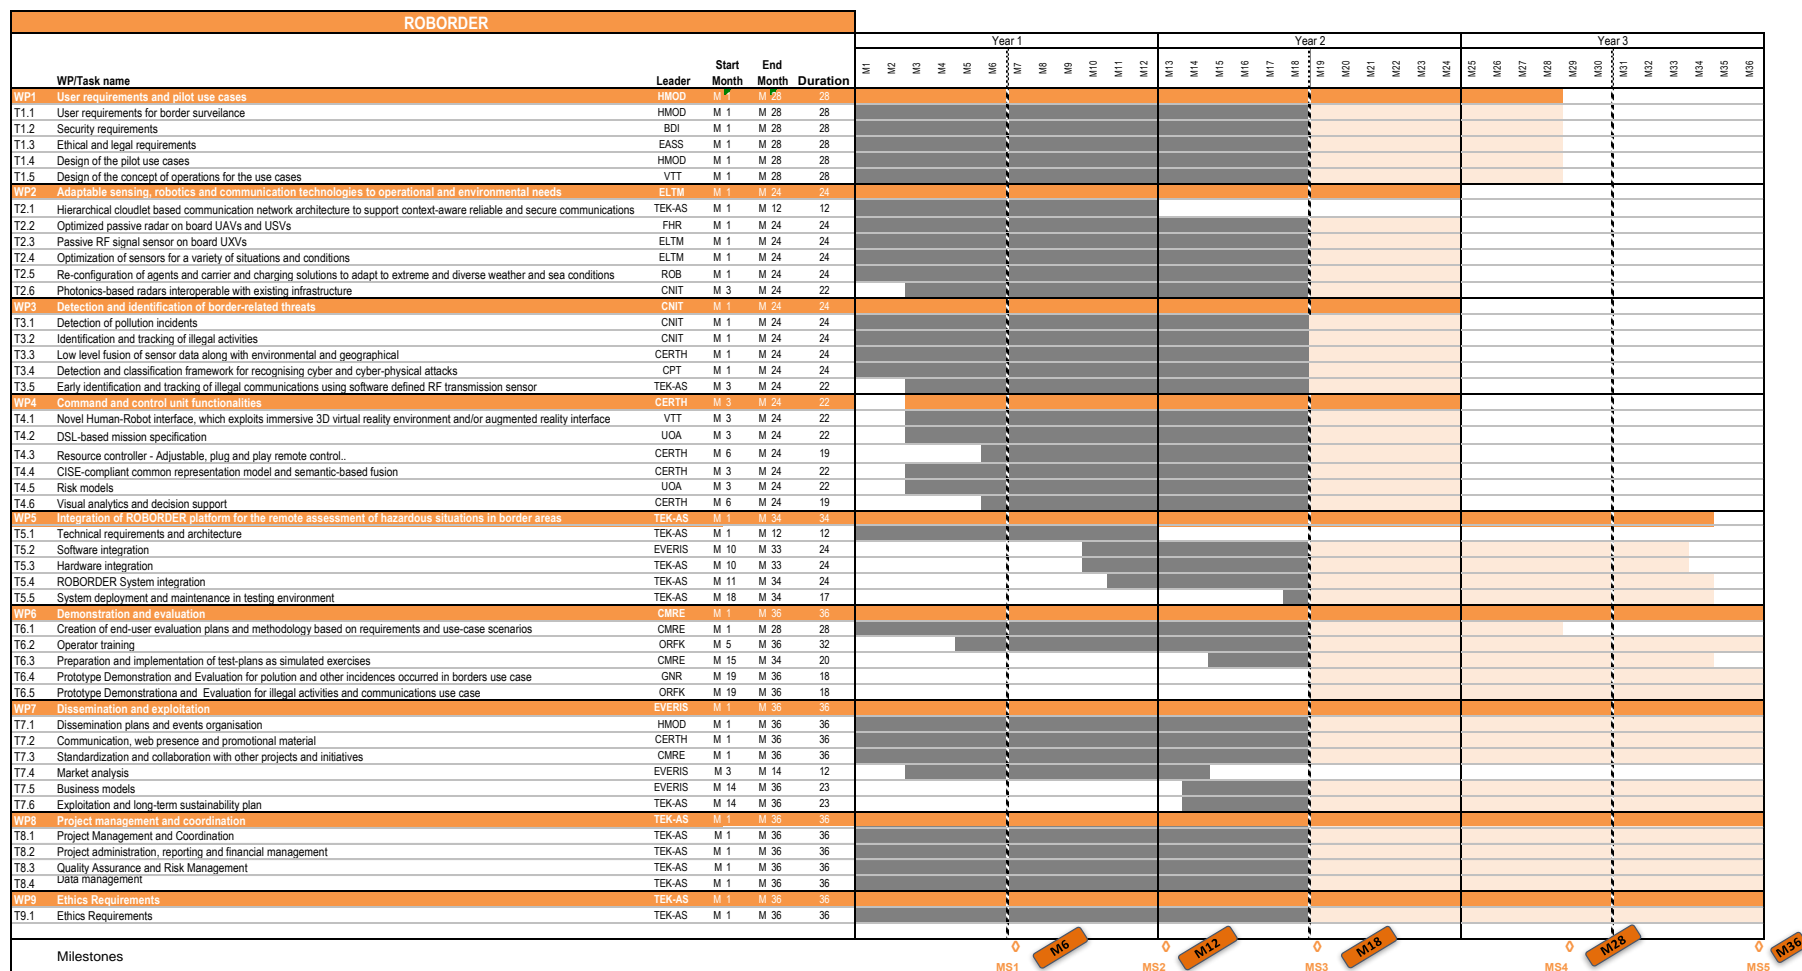 ROBORDER
Year 1 Year 2 Year 3
WP/Task name Leader Start Month End Month Duration M1 M2 M3 M4 M5 M6 M7 M8 M9 M10 M11 M12 M13 M14 M15 M16 M17 M18 M19 M20 M21 M22 M23 M24 M25 M26 M27 M28 M29 M30 M31 M32 M33 M34 M35 M36
WP1 User requirements and pilot use cases HMOD M 1 M 28 28
T1.1 User requirements for border surveilance HMOD M 1 M 28 28
T1.2 Security requirements BDI M 1 M 28 28
T1.3 Ethical and legal requirements EASS M 1 M 28 28
T1.4 Design of the pilot use cases HMOD M 1 M 28 28
T1.5 Design of the concept of operations for the use cases VTT M 1 M 28 28
WP2 Adaptable sensing, robotics and communication technologies to operational and environmental needs ELTM M 1 M 24 24
T2.1 Hierarchical cloudlet based communication network architecture to support context-aware reliable and secure communications TEK-AS M 1 M 12 12
T2.2 Optimized passive radar on board UAVs and USVs FHR M 1 M 24 24
T2.3 Passive RF signal sensor on board UXVs ELTM M 1 M 24 24
T2.4 Optimization of sensors for a variety of situations and conditions ELTM M 1 M 24 24
T2.5 Re-configuration of agents and carrier and charging solutions to adapt to extreme and diverse weather and sea conditions ROB M 1 M 24 24
T2.6 Photonics-based radars interoperable with existing infrastructure CNIT M 3 M 24 22
WP3 Detection and identification of border-related threats CNIT M 1 M 24 24
T3.1 Detection of pollution incidents CNIT M 1 M 24 24
T3.2 Identification and tracking of illegal activities CNIT M 1 M 24 24
T3.3 Low level fusion of sensor data along with environmental and geographical CERTH M 1 M 24 24
T3.4 Detection and classification framework for recognising cyber and cyber-physical attacks CPT M 1 M 24 24
T3.5 Early identification and tracking of illegal communications using software defined RF transmission sensor TEK-AS M 3 M 24 22
WP4 Command and control unit functionalities CERTH M 3 M 24 22
T4.1 Novel Human-Robot interface, which exploits immersive 3D virtual reality environment and/or augmented reality interface VTT M 3 M 24 22
T4.2 DSL-based mission specification UOA M 3 M 24 22
T4.3 Resource controller - Adjustable, plug and play remote control.. CERTH M 6 M 24 19
T4.4 CISE-compliant common representation model and semantic-based fusion CERTH M 3 M 24 22
T4.5 Risk models UOA M 3 M 24 22
T4.6 Visual analytics and decision support CERTH M 6 M 24 19
WP5 Integration of ROBORDER platform for the remote assessment of hazardous situations in border areas TEK-AS M 1 M 34 34
T5.1 Technical requirements and architecture TEK-AS M 1 M 12 12
T5.2 Software integration EVERIS M 10 M 33 24
T5.3 Hardware integration TEK-AS M 10 M 33 24
T5.4 ROBORDER System integration TEK-AS M 11 M 34 24
T5.5 System deployment and maintenance in testing environment TEK-AS M 18 M 34 17
WP6 Demonstration and evaluation CMRE M 1 M 36 36
T6.1 Creation of end-user evaluation plans and methodology based on requirements and use-case scenarios CMRE M 1 M 28 28
T6.2 Operator training ORFK M 5 M 36 32
T6.3 Preparation and implementation of test-plans as simulated exercises CMRE M 15 M 34 20
T6.4 Prototype Demonstration and Evaluation for polution and other incidences occurred in borders use case GNR M 19 M 36 18
T6.5 Prototype Demonstrationa and Evaluation for illegal activities and communications use case ORFK M 19 M 36 18
WP7 Dissemination and exploitation EVERIS M 1 M 36 36
T7.1 Dissemination plans and events organisation HMOD M 1 M 36 36
T7.2 Communication, web presence and promotional material CERTH M 1 M 36 36
T7.3 Standardization and collaboration with other projects and initiatives CMRE M 1 M 36 36
T7.4 Market analysis EVERIS M 3 M 14 12
T7.5 Business models EVERIS M 14 M 36 23
T7.6 Exploitation and long-term sustainability plan TEK-AS M 14 M 36 23
WP8 Project management and coordination TEK-AS M 1 M 36 36
T8.1 Project Management and Coordination TEK-AS M 1 M 36 36
T8.2 Project administration, reporting and financial management TEK-AS M 1 M 36 36
T8.3 Quality Assurance and Risk Management TEK-AS M 1 M 36 36
T8.4 Data management TEK-AS M 1 M 36 36
WP9 Ethics Requirements TEK-AS M 1 M 36 36
T9.1 Ethics Requirements TEK-AS M 1 M 36 36
Milestones M6 M12 M18 M28 M36
MS1 MS2 MS3 MS4 MS5